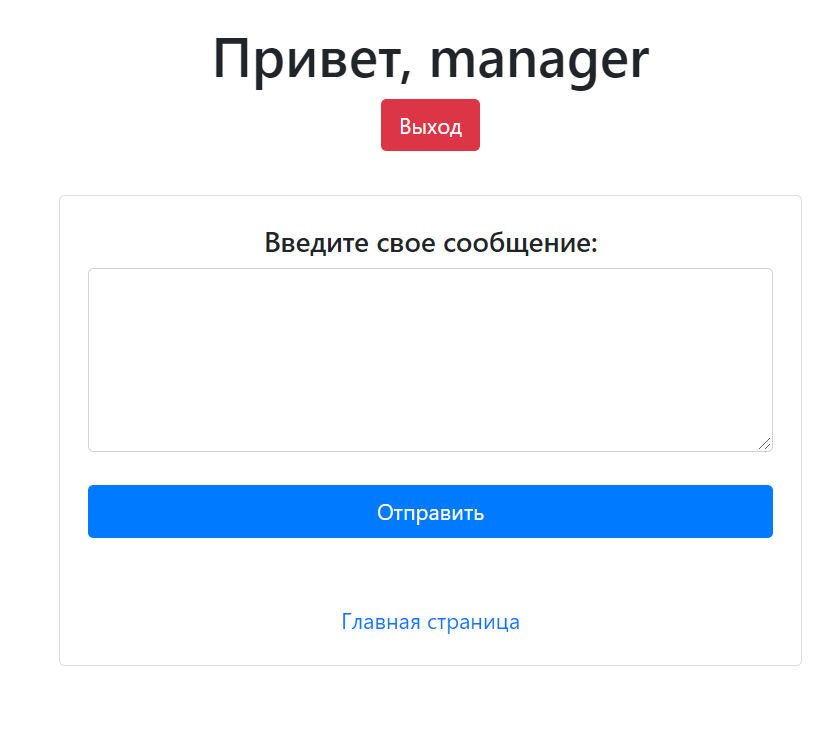 Привет, manager
Выход
Введите свое сообщение:
Отправить
Главная страница